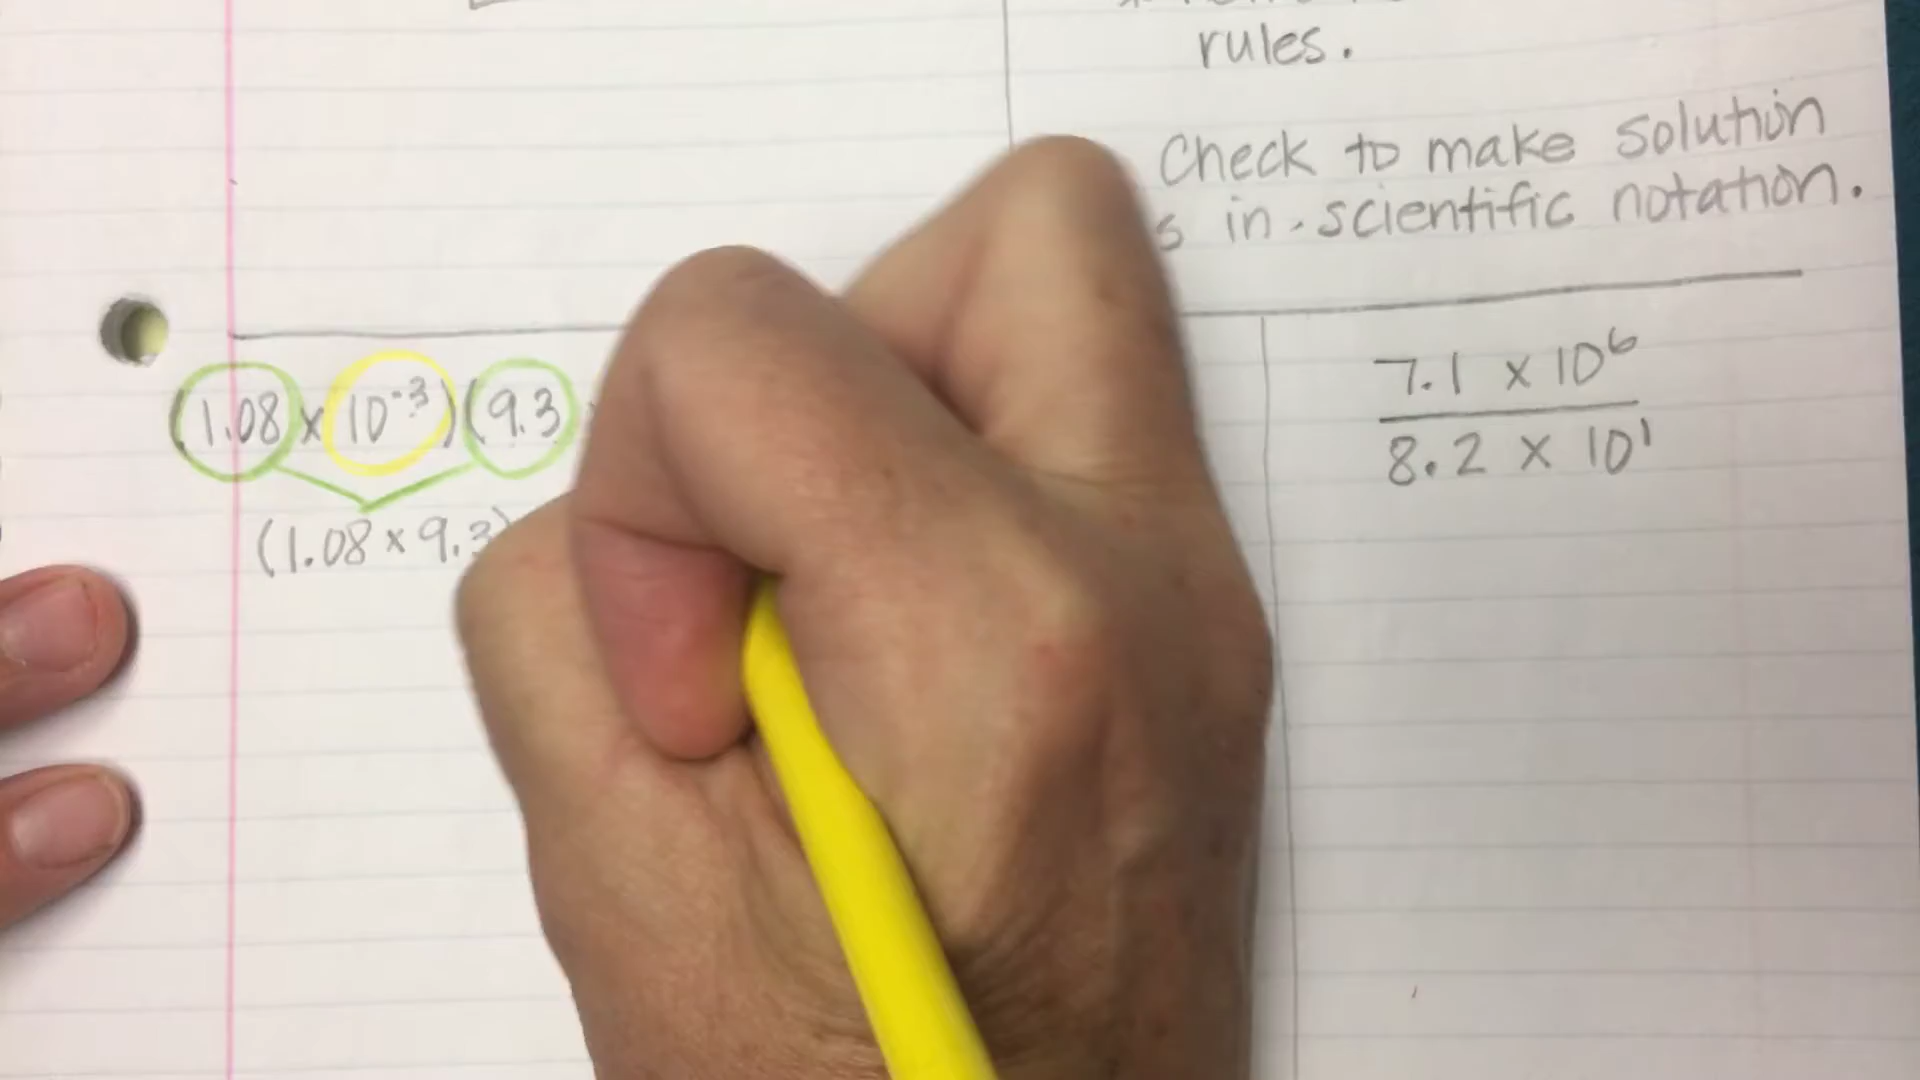 rules.
Check to make solution
s in scientific notation.
(1.08 x 10⁻³)(9.3
(1.08 x 9.3)
7.1 x 10⁶
8.2 x 10¹